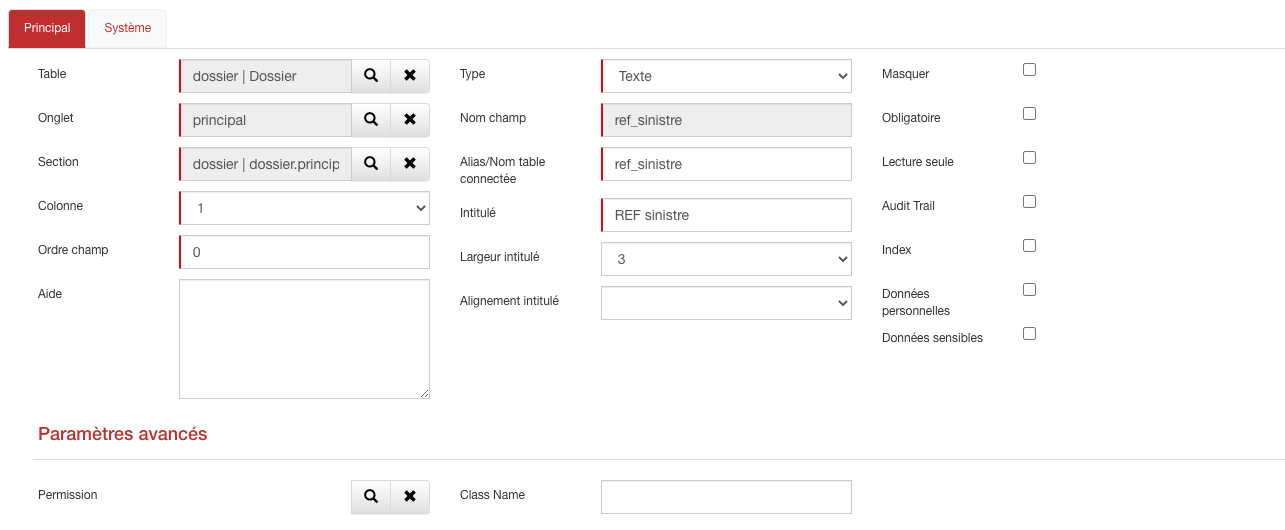 Principal
Système
Table
dossier | Dossier
Onglet
principal
Section
dossier | dossier.princip
Colonne
1
Ordre champ
0
Aide
Type
Texte
Nom champ
ref_sinistre
Alias/Nom table
connectée
ref_sinistre
Intitulé
REF sinistre
Largeur intitulé
3
Alignement intitulé
Masquer
Obligatoire
Lecture seule
Audit Trail
Index
Données
personnelles
Données sensibles
Paramètres avancés
Permission
Class Name